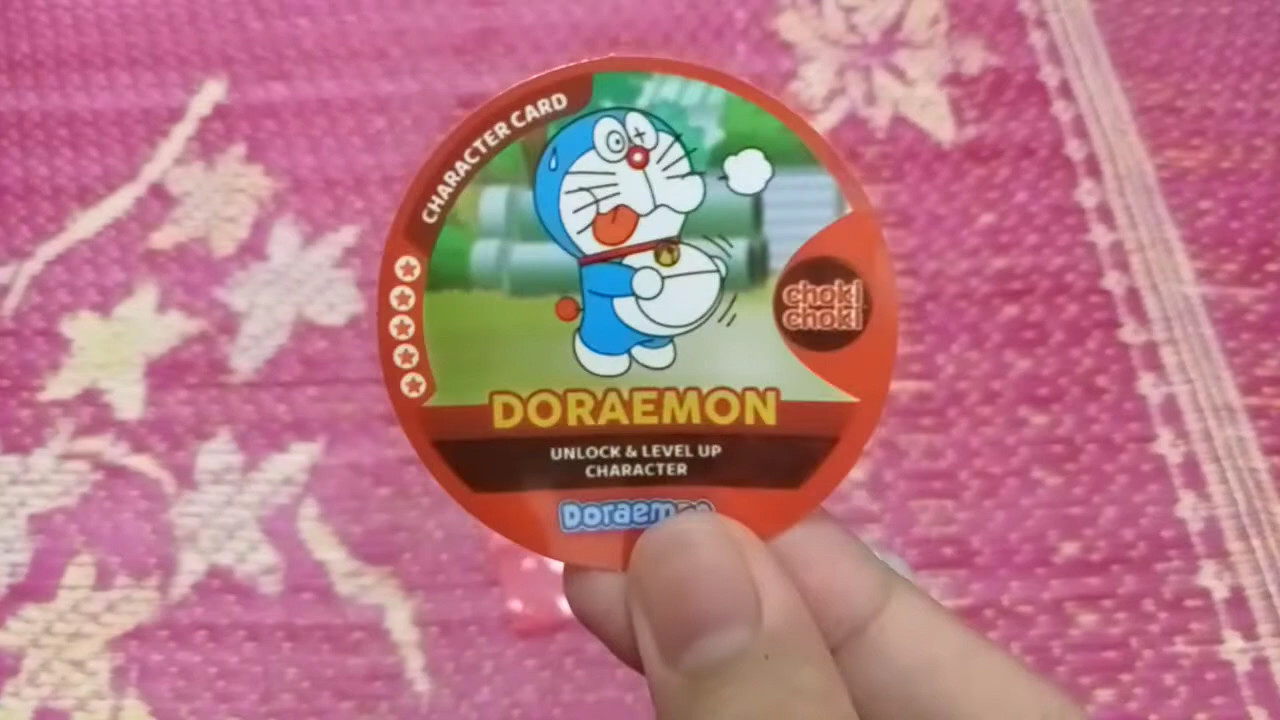 CHARACTER CARD
choki
choki
DORAEMON
UNLOCK & LEVEL UP
CHARACTER